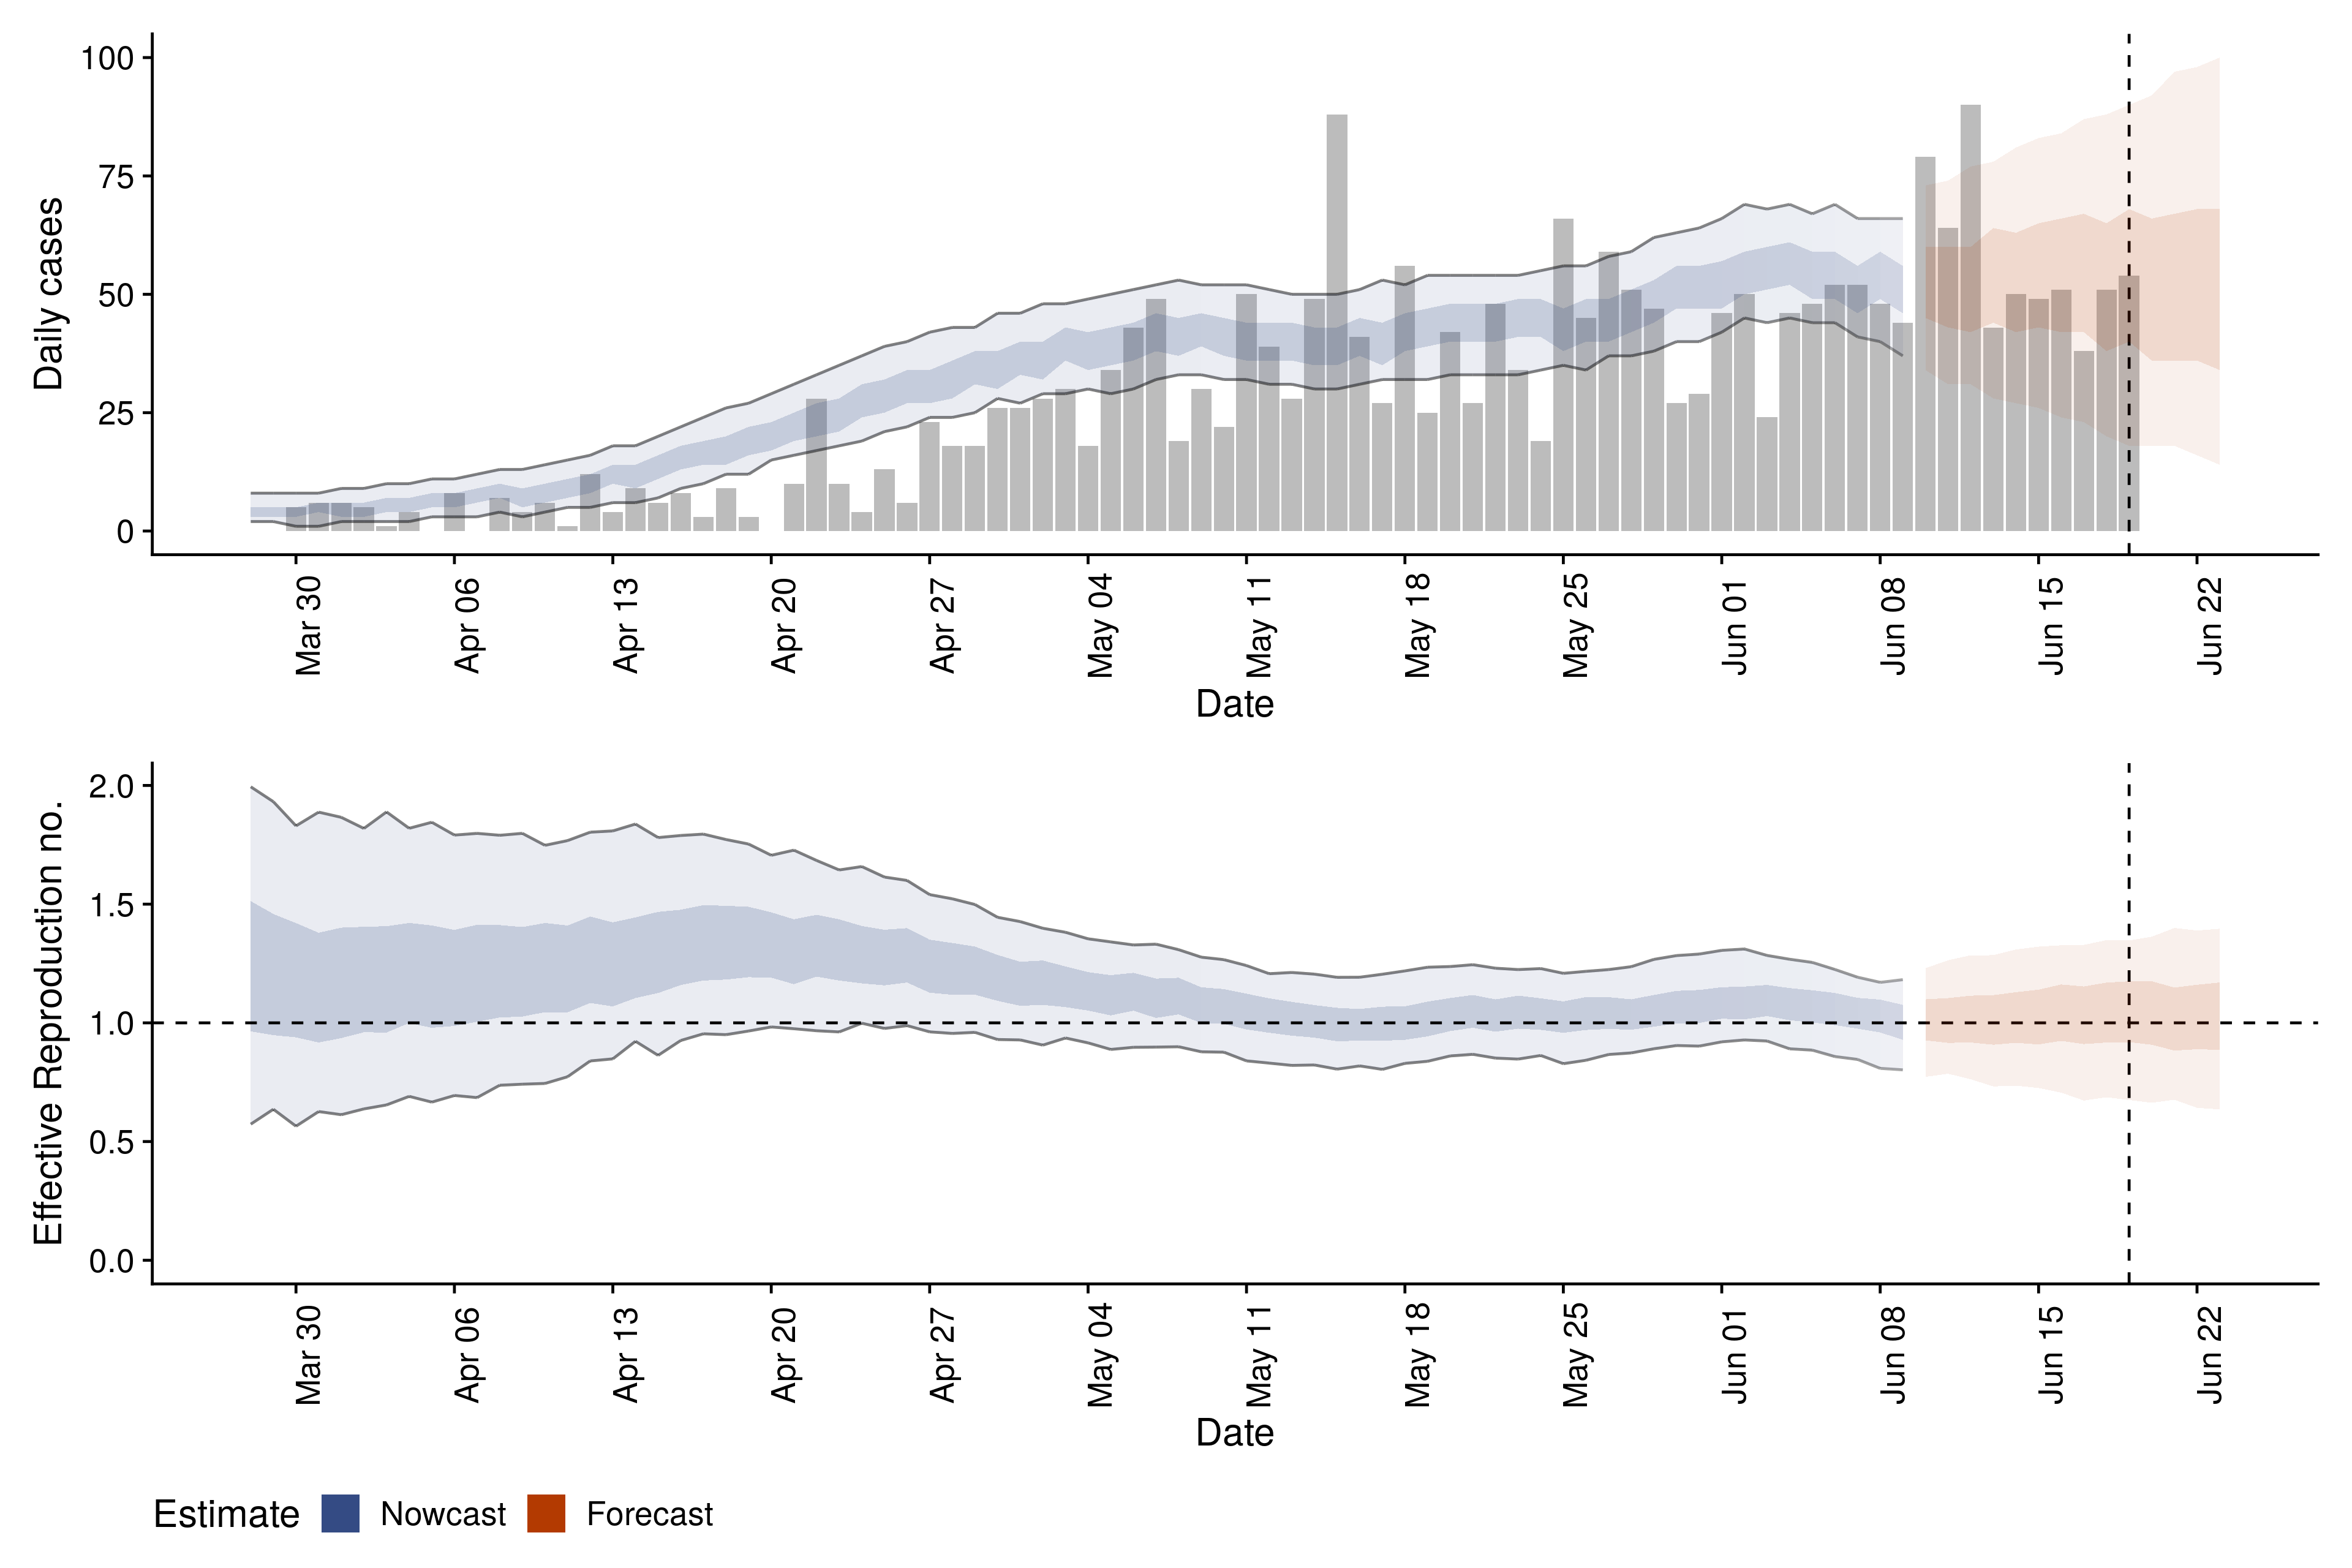 100
75
50
25
0
Daily cases
Mar 30
Apr 06
Apr 13
Apr 20
Apr 27
May 04
May 11
May 18
May 25
Jun 01
Jun 08
Jun 15
Jun 22
Date
2.0
1.5
1.0
0.5
0.0
Effective Reproduction no.
Mar 30
Apr 06
Apr 13
Apr 20
Apr 27
May 04
May 11
May 18
May 25
Jun 01
Jun 08
Jun 15
Jun 22
Date
Estimate Nowcast Forecast